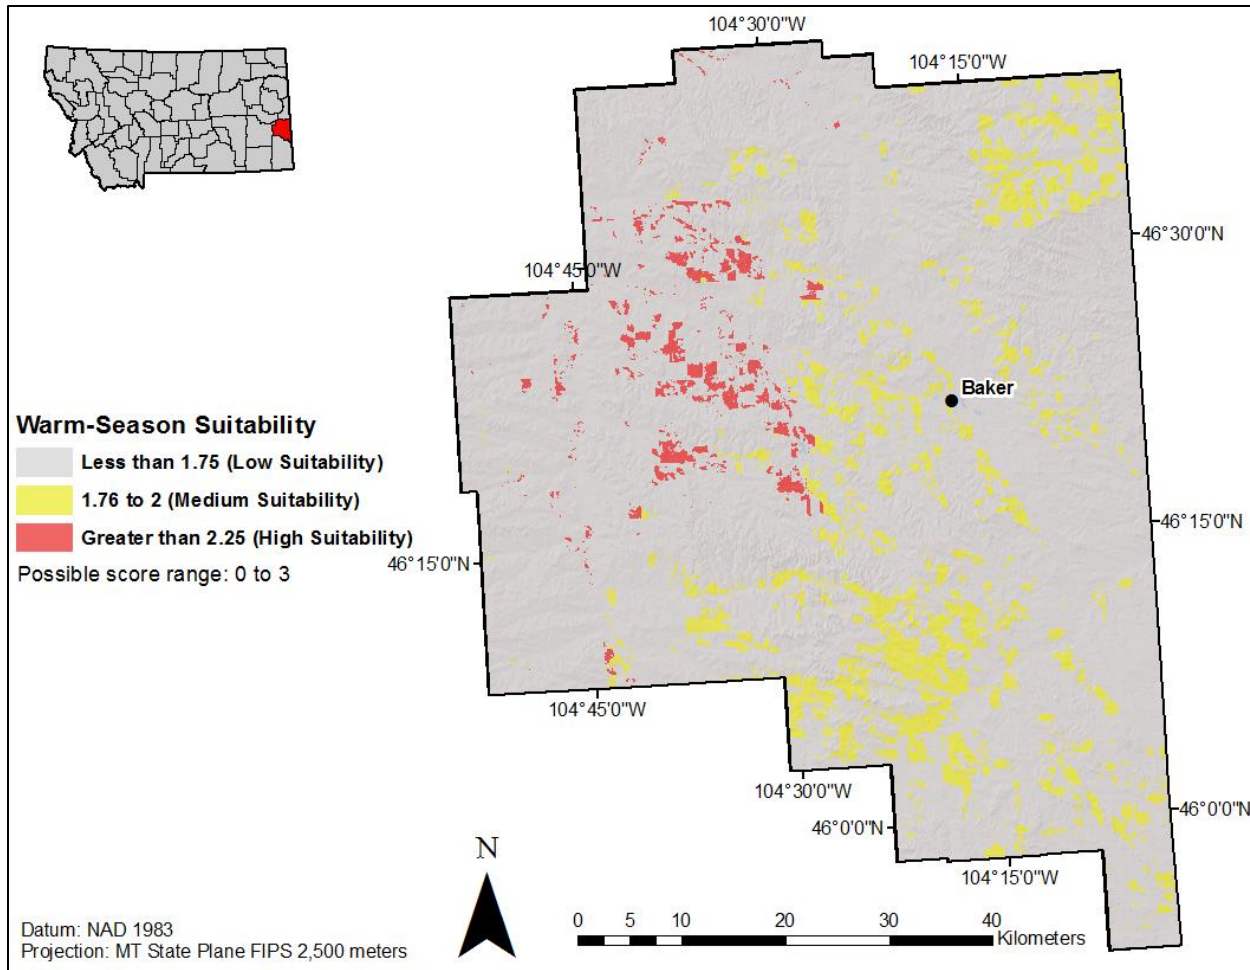 104°30'0"W
104°15'0"W
46°30'0"N
104°45'0"W
Baker
Warm-Season Suitability
Less than 1.75 (Low Suitability)
1.76 to 2 (Medium Suitability)
Greater than 2.25 (High Suitability)
Possible score range: 0 to 3
46°15'0"N
46°15'0"N
104°45'0"W
104°30'0"W
46°0'0"N
46°0'0"N
104°15'0"W
N
0 5 10 20 30 40
Kilometers
Datum: NAD 1983
Projection: MT State Plane FIPS 2,500 meters